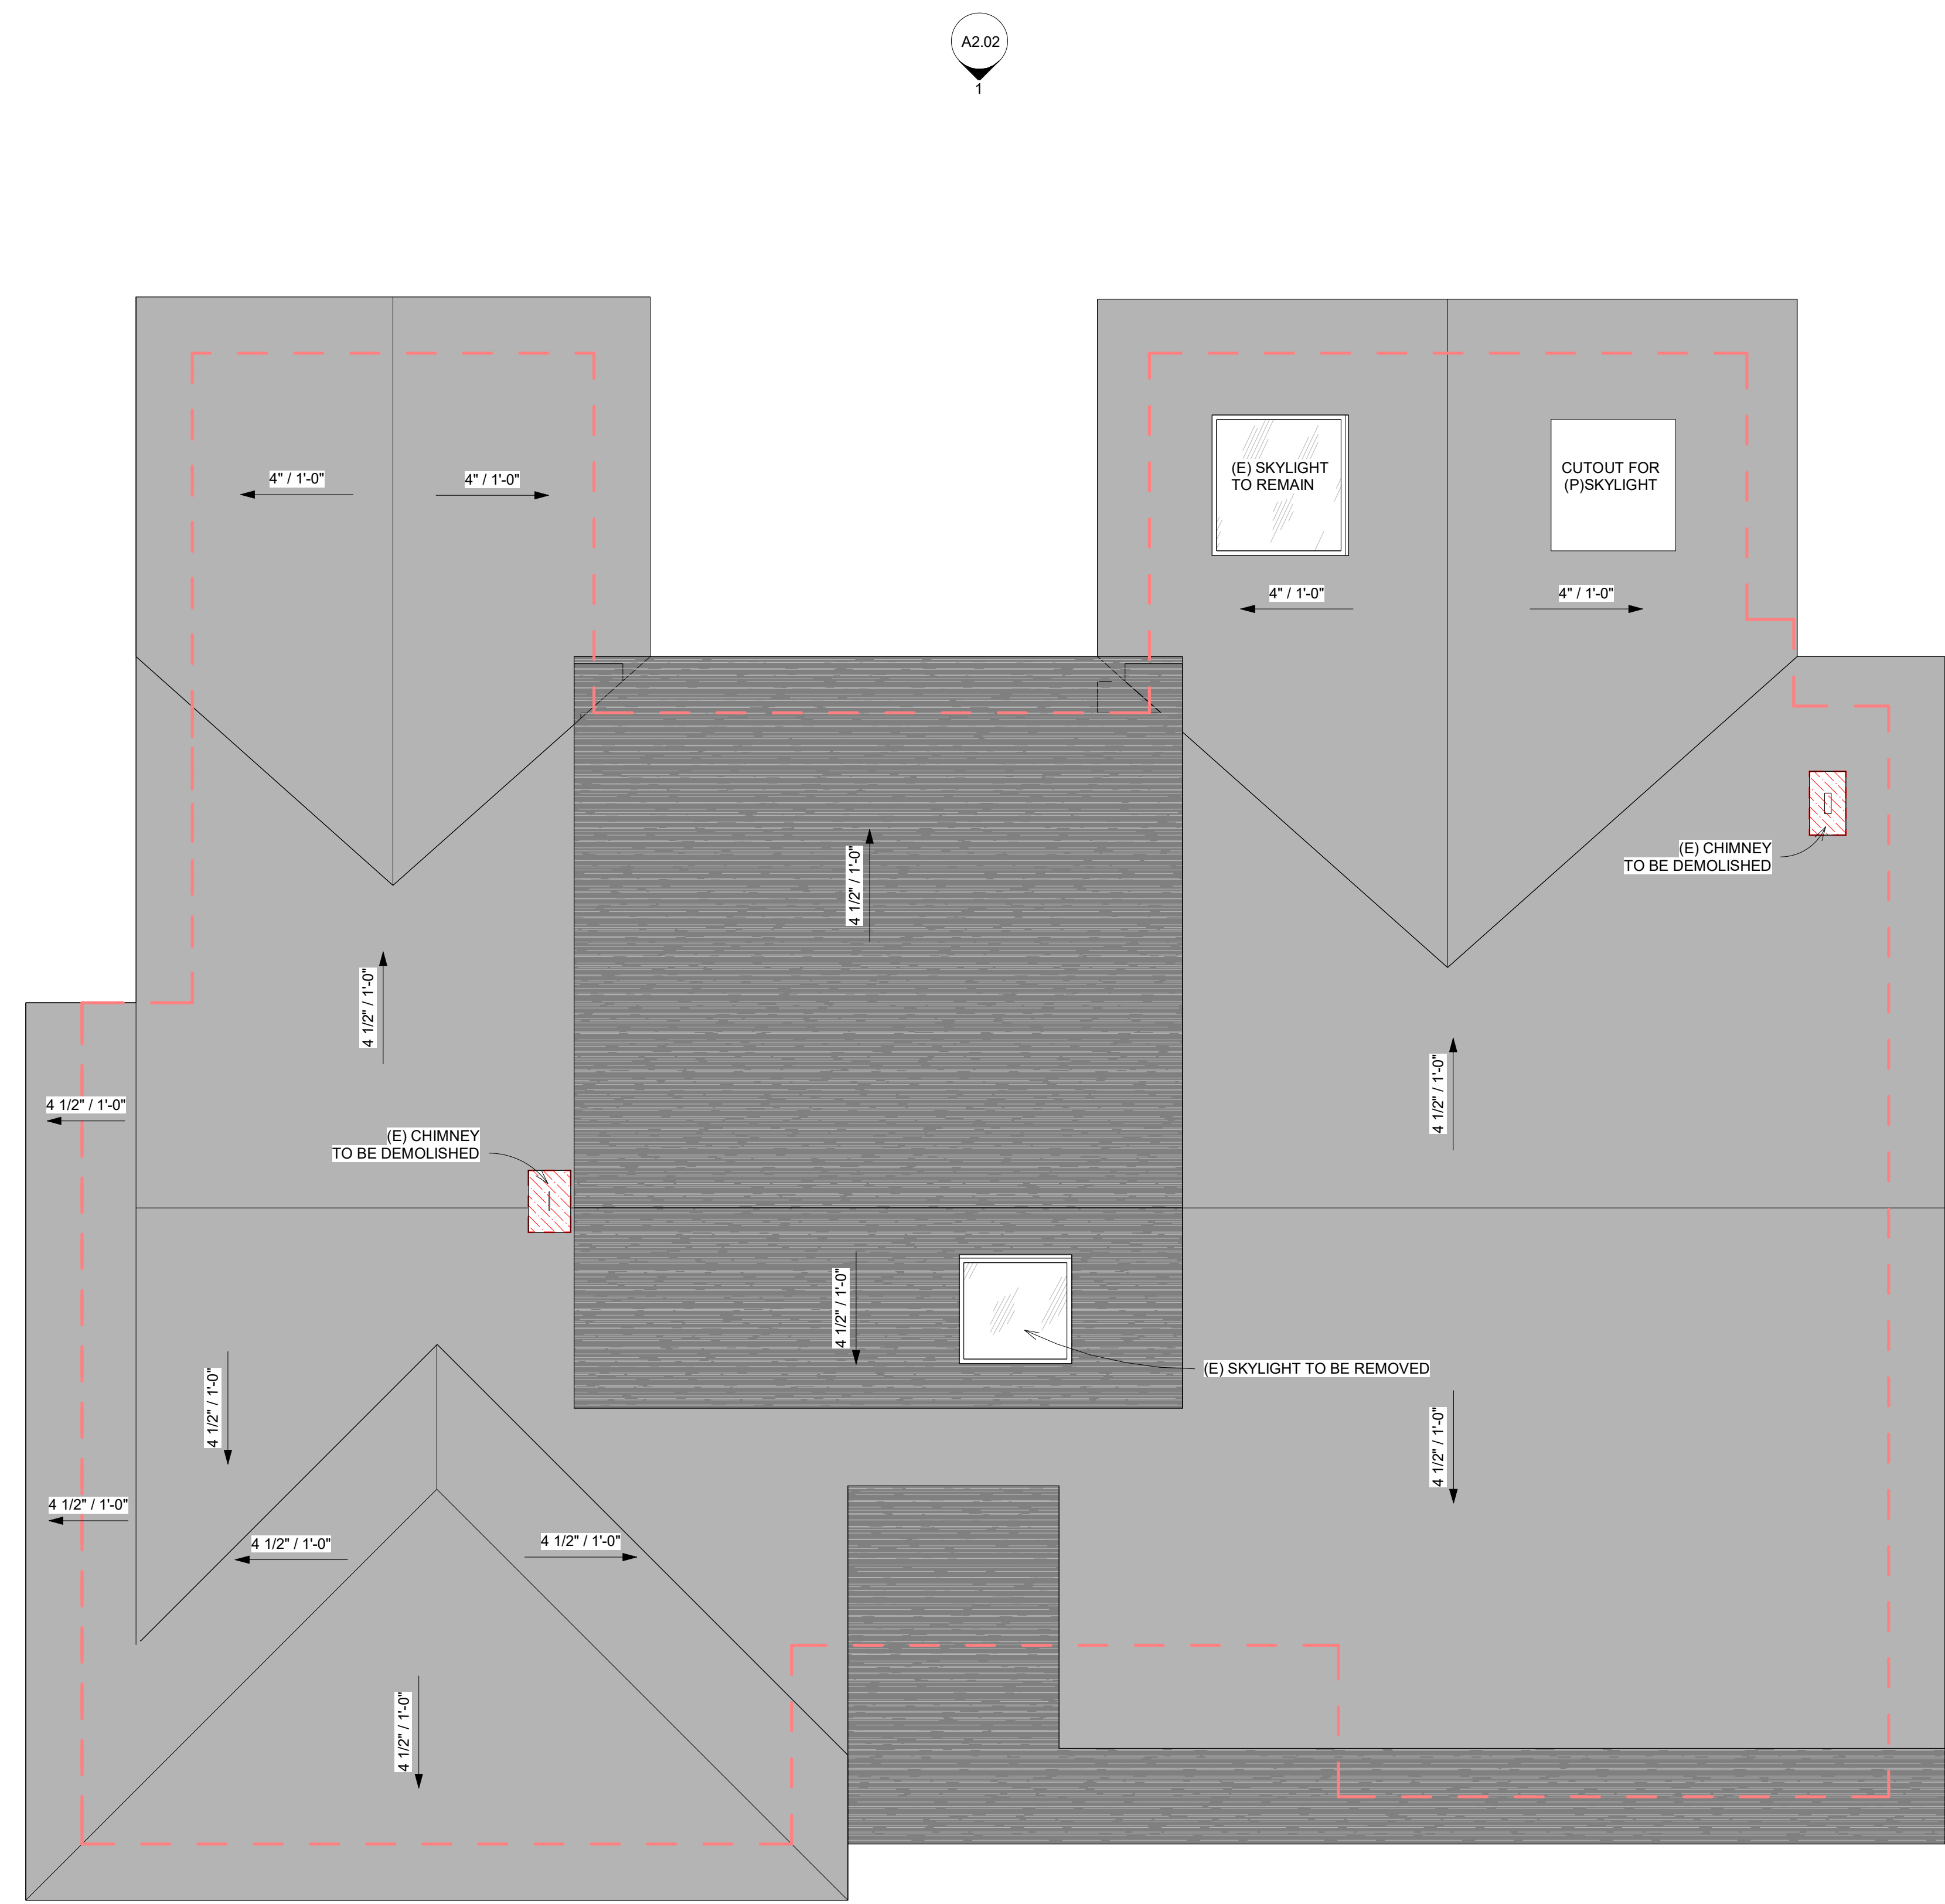 A2.02
1
4" / 1'-0"
4" / 1'-0"
(E) SKYLIGHT
TO REMAIN
CUTOUT FOR
(P)SKYLIGHT
4" / 1'-0"
4" / 1'-0"
(E) CHIMNEY
TO BE DEMOLISHED
4 1/2" / 1'-0"
4 1/2" / 1'-0"
4 1/2" / 1'-0"
4 1/2" / 1'-0"
(E) CHIMNEY
TO BE DEMOLISHED
4 1/2" / 1'-0"
(E) SKYLIGHT TO BE REMOVED
4 1/2" / 1'-0"
4 1/2" / 1'-0"
4 1/2" / 1'-0"
4 1/2" / 1'-0"
4 1/2" / 1'-0"
4 1/2" / 1'-0"